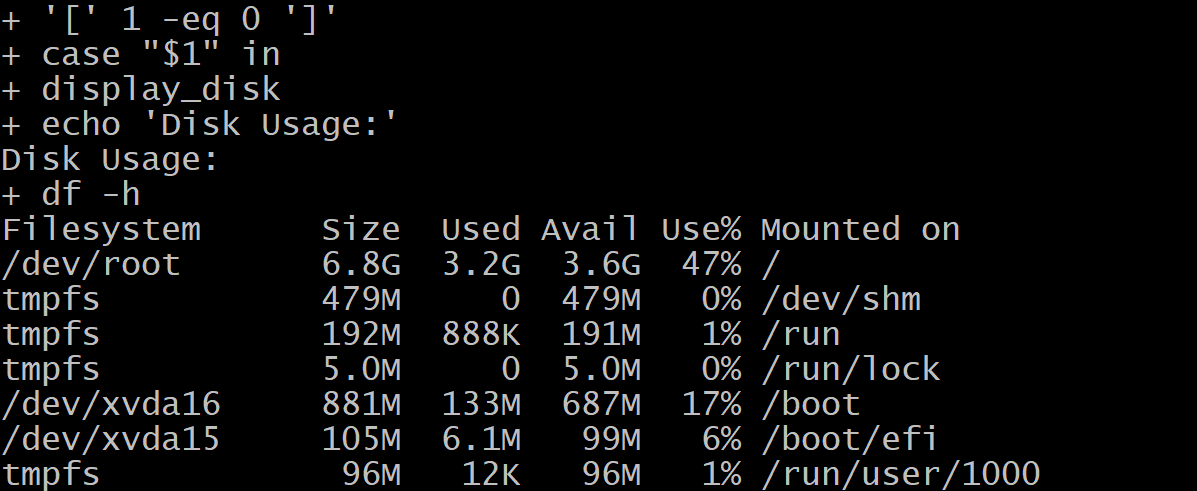 + '[' 1 -eq 0 ']'
+ case "$1" in
+ display_disk
+ echo 'Disk Usage:'
Disk Usage:
+ df -h
Filesystem      Size  Used Avail Use% Mounted on
/dev/root       6.8G  3.2G  3.6G  47% /
tmpfs           479M     0  479M   0% /dev/shm
tmpfs           192M  888K  191M   1% /run
tmpfs           5.0M     0  5.0M   0% /run/lock
/dev/xvda16     881M  133M  687M  17% /boot
/dev/xvda15     105M  6.1M   99M   6% /boot/efi
tmpfs            96M   12K   96M   1% /run/user/1000